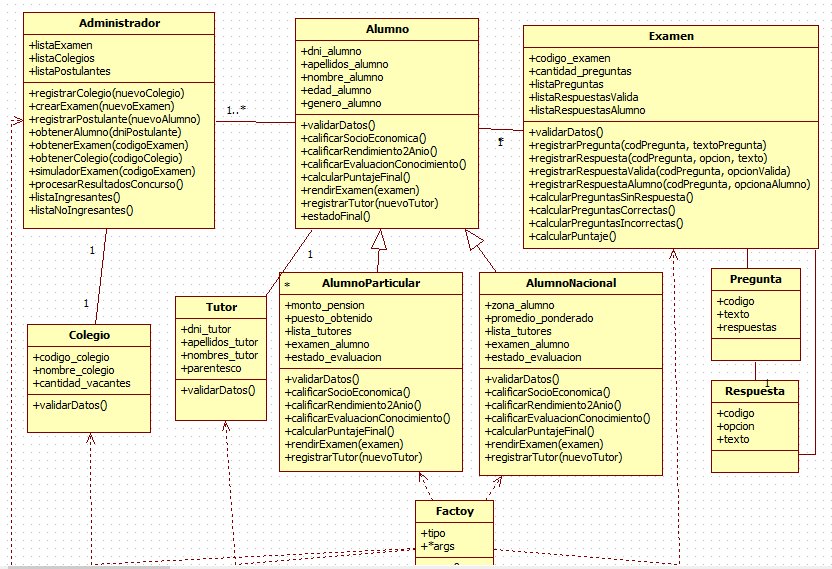 Administrador
+listaExamen
+listaColegios
+listaPostulantes
+registrarColegio(nuevoColegio)
+crearExamen(nuevoExamen)
+registrarPostulante(nuevoAlumno)
+obtenerAlumno(dniPostulante)
+obtenerExamen(codigoExamen)
+obtenerColegio(codigoColegio)
+simuladorExamen(codigoExamen)
+procesarResultadosConcurso()
+listaIngresantes()
+listaNoIngresantes()
1..*
Alumno
+dni_alumno
+apellidos_alumno
+nombre_alumno
+edad_alumno
+genero_alumno
+validarDatos()
+calificarSocioEconomica()
+calificarRendimiento2Anio()
+calificarEvaluacionConocimiento()
+calcularPuntajeFinal()
+rendirExamen(examen)
+registrarTutor(nuevoTutor)
+estadoFinal()
*
1
Examen
+codigo_examen
+cantidad_preguntas
+listaPreguntas
+listaRespuestasValida
+listaRespuestasAlumno
+validarDatos()
+registrarPregunta(codPregunta, textoPregunta)
+registrarRespuesta(codPregunta, opcion, texto)
+registrarRespuestaValida(codPregunta, opcionValida)
+registrarRespuestaAlumno(codPregunta, opcionaAlumno)
+calcularPreguntasSinRespuesta()
+calcularPreguntasCorrectas()
+calcularPreguntasIncorrectas()
+calcularPuntaje()
1
1
Colegio
+codigo_colegio
+nombre_colegio
+cantidad_vacantes
+validarDatos()
1
*
Tutor
+dni_tutor
+apellidos_tutor
+nombres_tutor
+parentesco
+validarDatos()
AlumnoParticular
+monto_pension
+puesto_obtenido
+lista_tutores
+examen_alumno
+estado_evaluacion
+validarDatos()
+calificarSocioEconomica()
+calificarRendimiento2Anio()
+calificarEvaluacionConocimiento()
+calcularPuntajeFinal()
+rendirExamen(examen)
+registrarTutor(nuevoTutor)
AlumnoNacional
+zona_alumno
+promedio_ponderado
+lista_tutores
+examen_alumno
+estado_evaluacion
+validarDatos()
+calificarSocioEconomica()
+calificarRendimiento2Anio()
+calificarEvaluacionConocimiento()
+calcularPuntajeFinal()
+rendirExamen(examen)
+registrarTutor(nuevoTutor)
Pregunta
+codigo
+texto
+respuestas
1
Respuesta
+codigo
+opcion
+texto
Factoy
+tipo
+*args